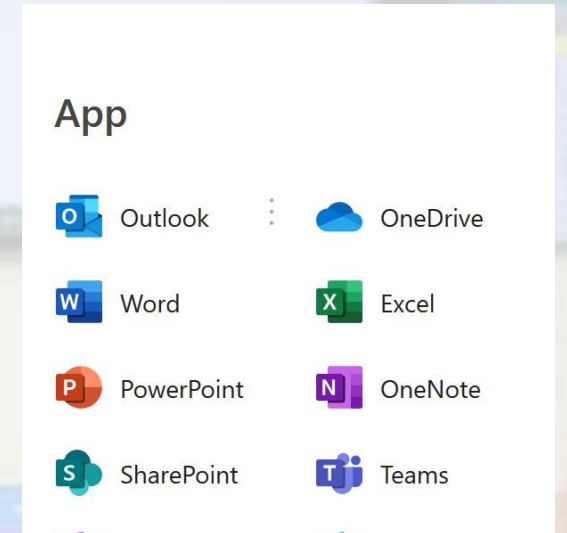 App
O Outlook OneDrive
W Word X Excel
P PowerPoint N OneNote
S SharePoint T Teams